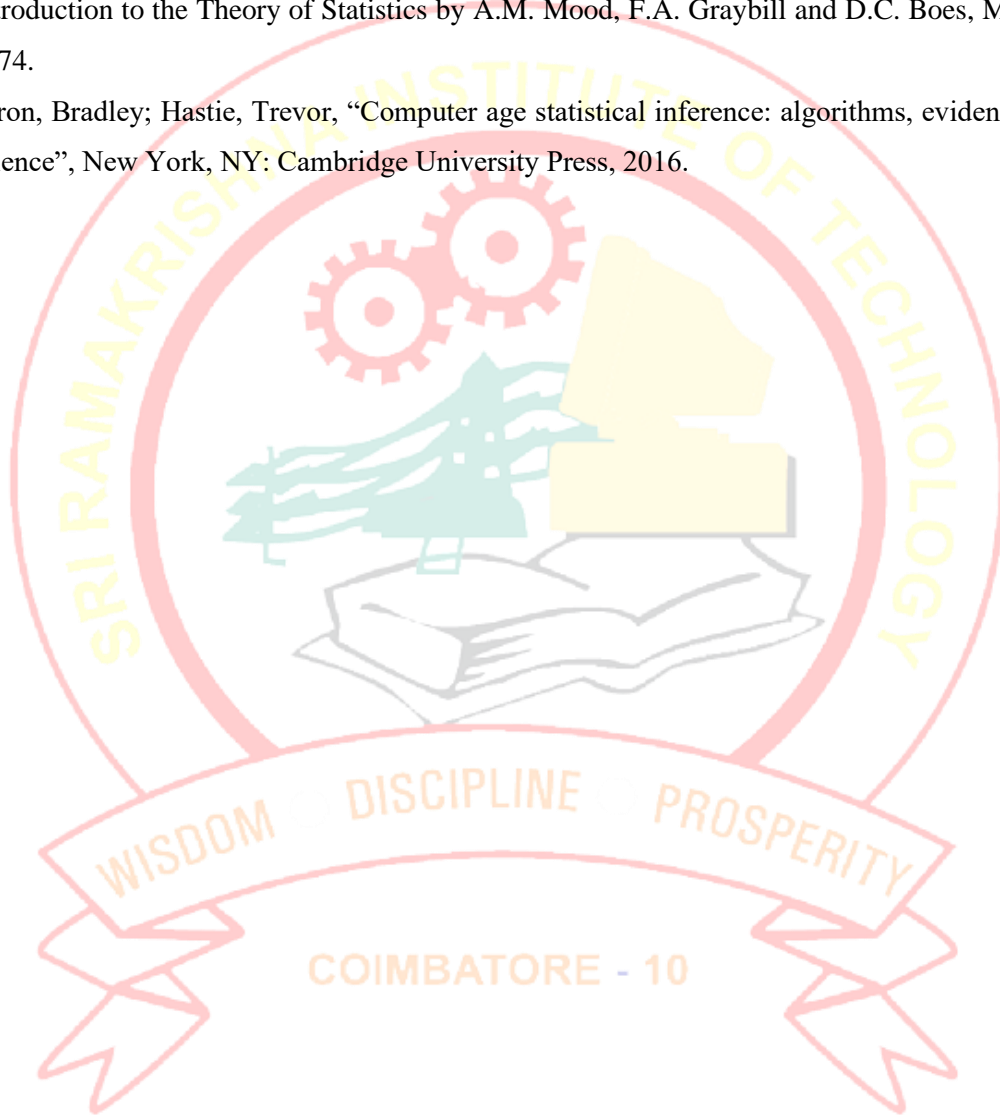 roduction to the Theory of Statistics by A.M. Mood, F.A. Graybill and D.C. Boes, M
74.
ron, Bradley; Hastie, Trevor, “Computer age statistical inference: algorithms, eviden
ence”, New York, NY: Cambridge University Press, 2016.
SRI RAMAKRISHNA INSTITUTE OF TECHNOLOGY
WISDOM DISCIPLINE PROSPERITY
COIMBATORE - 10